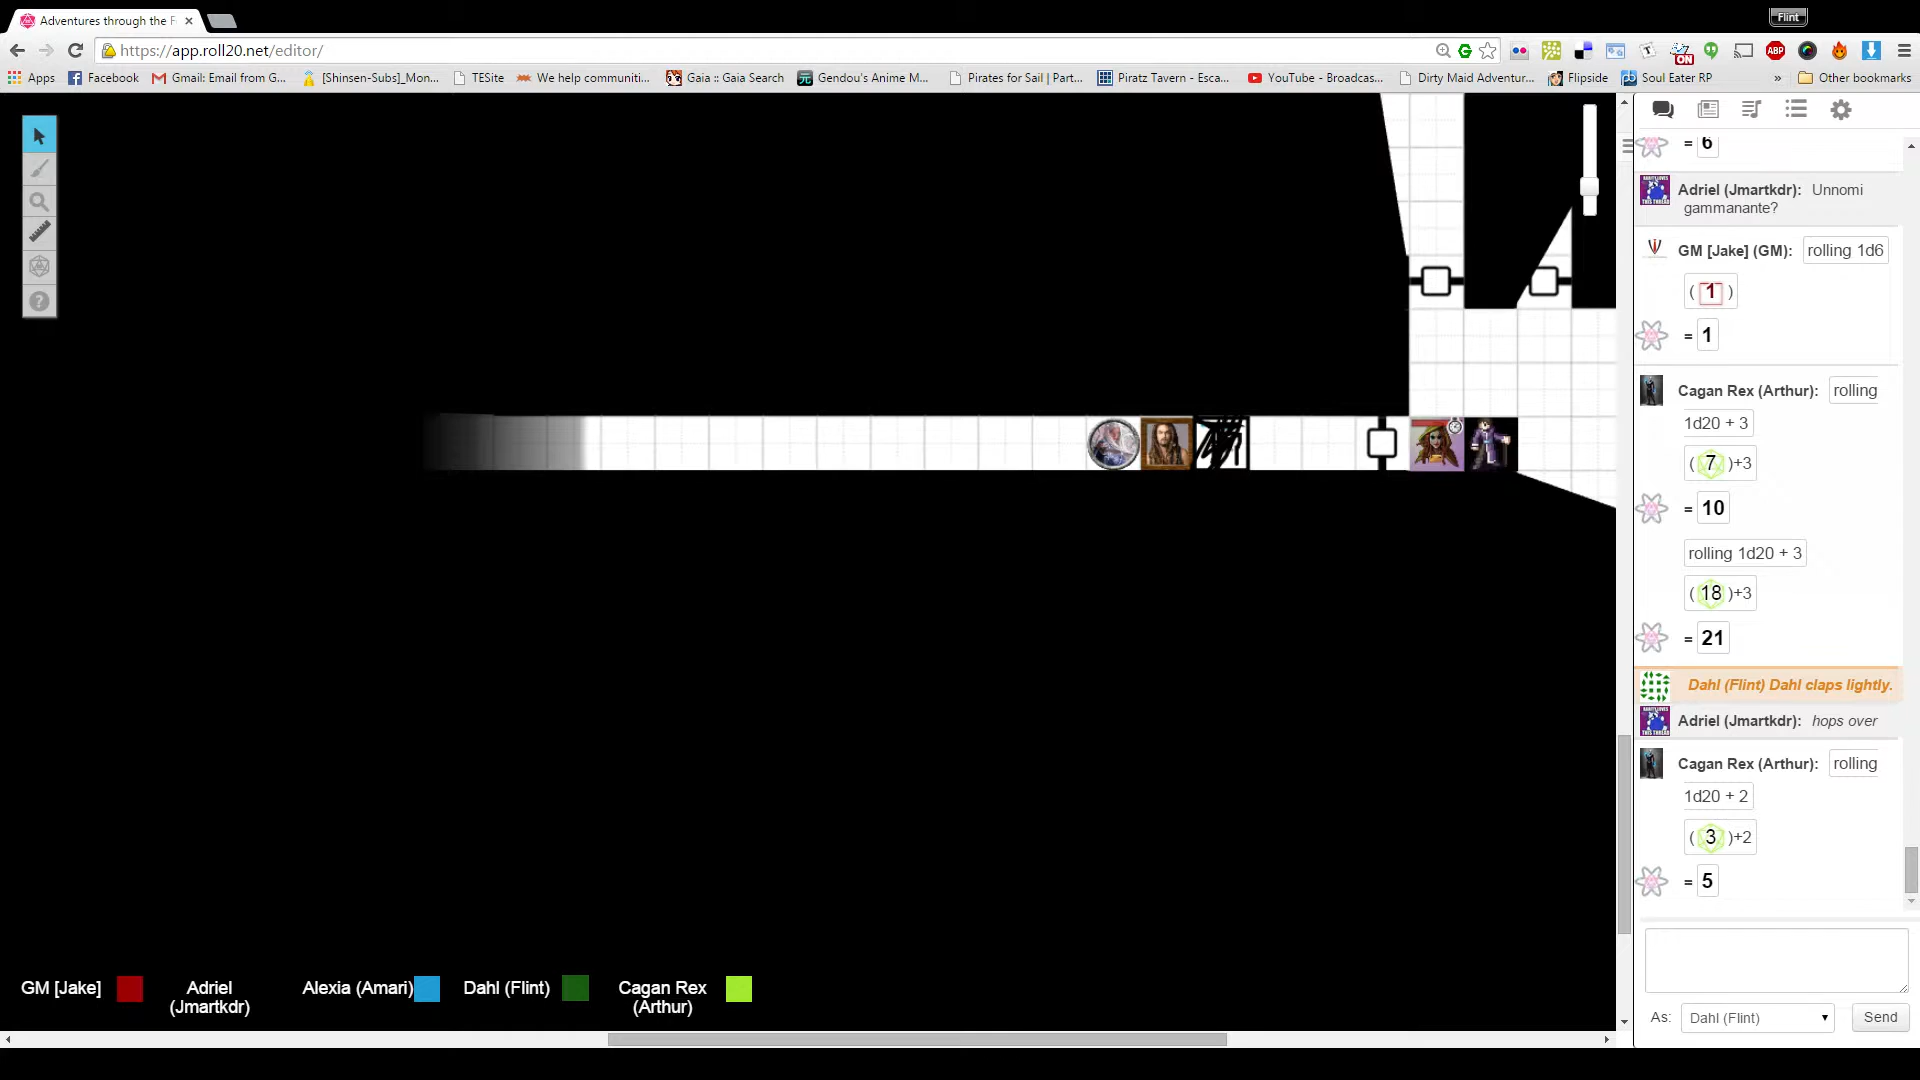 Adventures through the F
Flint
https://app.roll20.net/editor/
ABP
ON
Apps
Facebook
Gmail: Email from G...
[Shinsen-Subs]_Mon...
TESite
We help communiti...
Gaia :: Gaia Search
Gendou's Anime M...
Pirates for Sail | Part...
Piratz Tavern - Esca...
YouTube - Broadcas...
Dirty Maid Adventur...
Flipside
Soul Eater RP
»
Other bookmarks
= 6
Adriel (Jmartkdr): Unnomi
gammanante?
GM [Jake] (GM): rolling 1d6
( 1 )
= 1
Cagan Rex (Arthur): rolling
1d20 + 3
( 7 )+3
= 10
rolling 1d20 + 3
( 18 )+3
= 21
Dahl (Flint) Dahl claps lightly.
Adriel (Jmartkdr): hops over
Cagan Rex (Arthur): rolling
1d20 + 2
( 3 )+2
= 5
GM [Jake]
Adriel
(Jmartkdr)
Alexia (Amari)
Dahl (Flint)
Cagan Rex
(Arthur)
As: Dahl (Flint)
Send